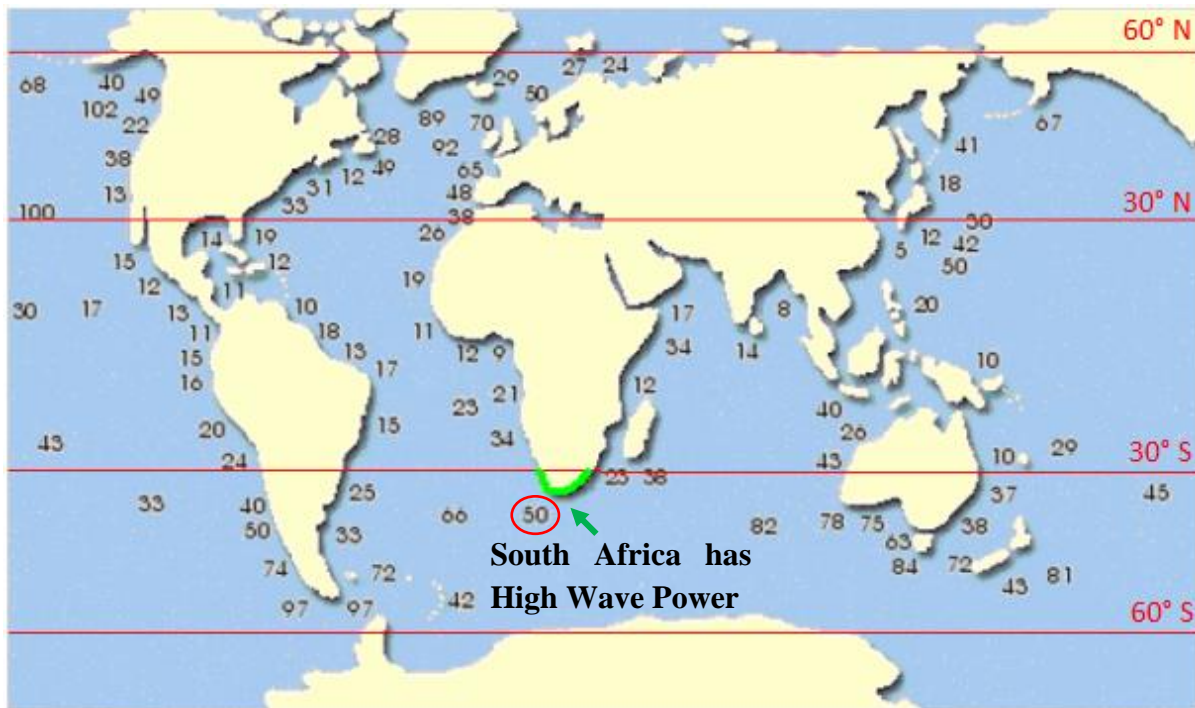 60° N
27 24
29
68 40 49 50
102 89 70 67
22 28 92 41
38 12 49 65
13 31 48 18
33
100 38 30° N
30
14 19 26 5 12 42
15 12 50
12 11 19 8
30 17 13 10 17 20
11 18 11 34
15 13 12 9 14 10
16 17 12
21
23 40
20 15 34 26
43 29
24 43 10 30° S
23 38
25 37 45
33 40 66 50 82 78 75 38
50 33 63
South Africa has
High Wave Power
74 72 84 72 43 81
97 97 42
60° S